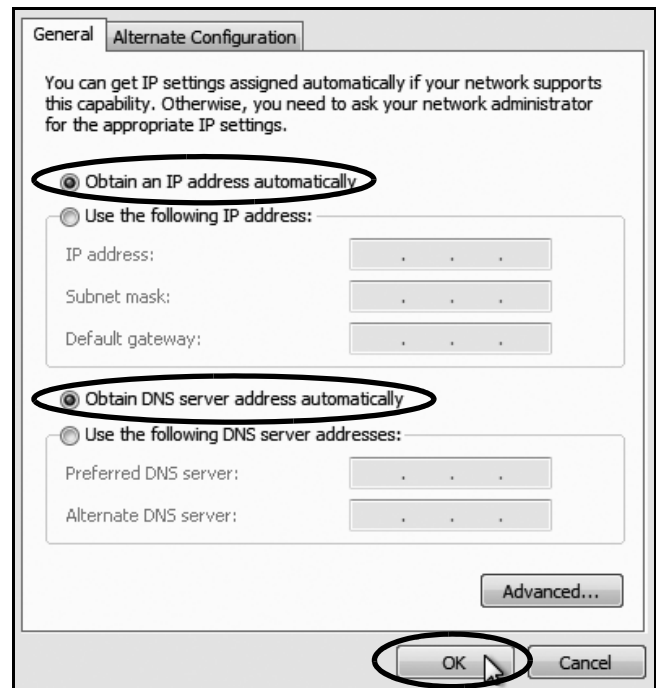 General
Alternate Configuration
You can get IP settings assigned automatically if your network supports
this capability. Otherwise, you need to ask your network administrator
for the appropriate IP settings.
Obtain an IP address automatically
Use the following IP address:
IP address:
Subnet mask:
Default gateway:
Obtain DNS server address automatically
Use the following DNS server addresses:
Preferred DNS server:
Alternate DNS server:
Advanced...
OK
Cancel